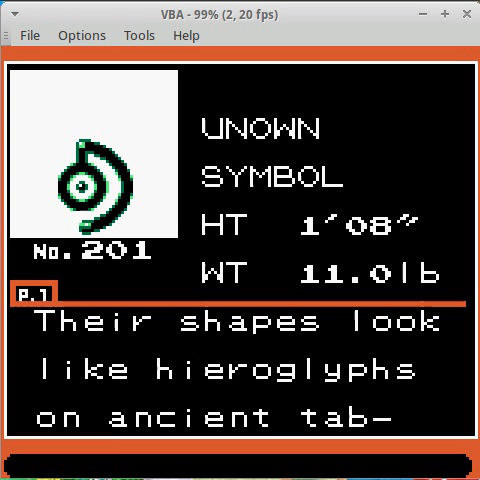 VBA - 99% (2, 20 fps)
File Options Tools Help
UNOWN
SYMBOL
HT 1′08″
No. 201
WT 11.0lb
P.1
Their shapes look
like hieroglyphs
on ancient tab-